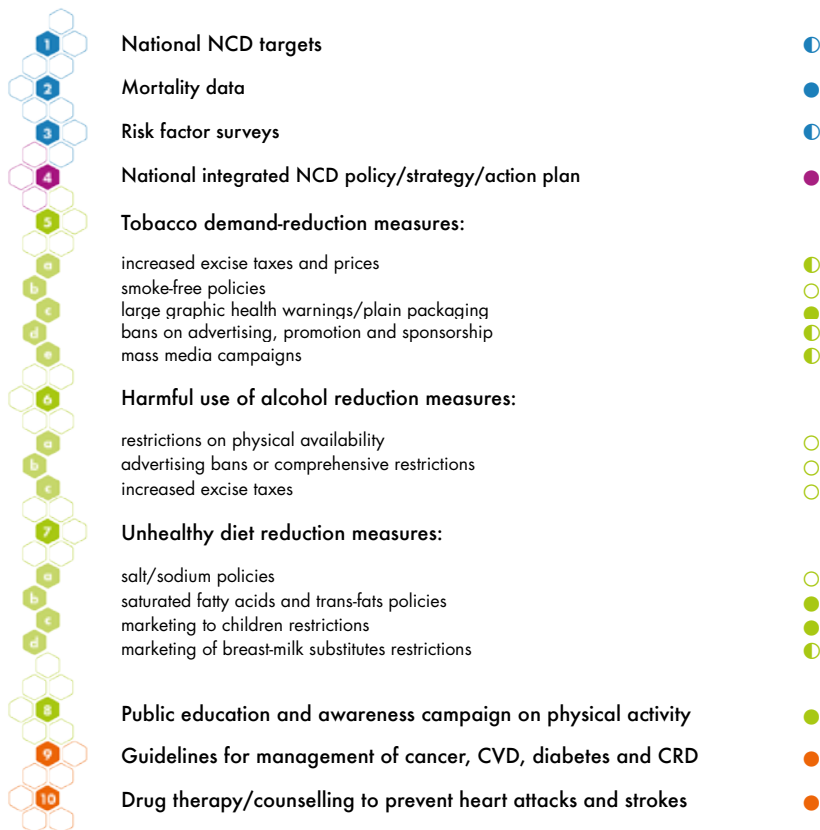 1 National NCD targets
2 Mortality data
3 Risk factor surveys
4 National integrated NCD policy/strategy/action plan
5 Tobacco demand-reduction measures:
a increased excise taxes and prices
b smoke-free policies
c large graphic health warnings/plain packaging
d bans on advertising, promotion and sponsorship
e mass media campaigns
6 Harmful use of alcohol reduction measures:
a restrictions on physical availability
b advertising bans or comprehensive restrictions
c increased excise taxes
7 Unhealthy diet reduction measures:
a salt/sodium policies
b saturated fatty acids and trans-fats policies
c marketing to children restrictions
d marketing of breast-milk substitutes restrictions
8 Public education and awareness campaign on physical activity
9 Guidelines for management of cancer, CVD, diabetes and CRD
10 Drug therapy/counselling to prevent heart attacks and strokes